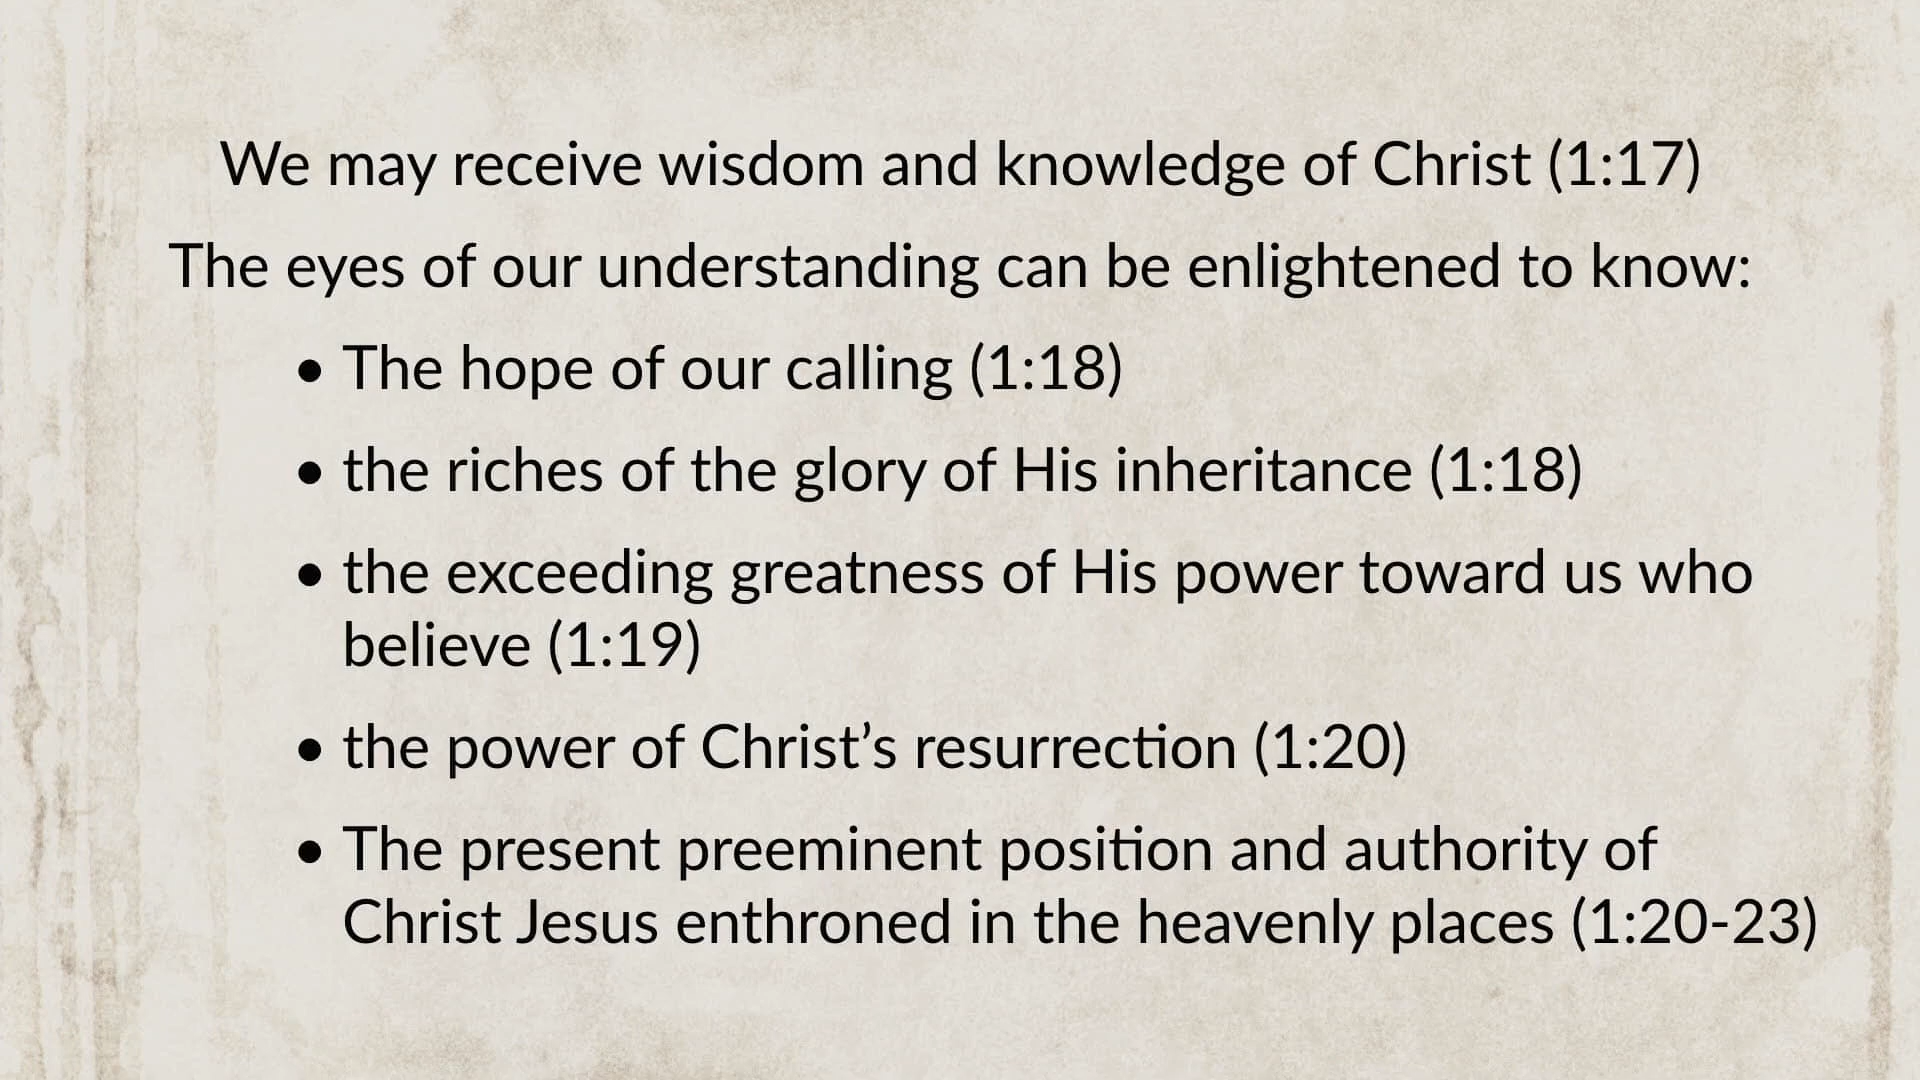 We may receive wisdom and knowledge of Christ (1:17)
The eyes of our understanding can be enlightened to know:
• The hope of our calling (1:18)
• the riches of the glory of His inheritance (1:18)
• the exceeding greatness of His power toward us who
believe (1:19)
• the power of Christ’s resurrection (1:20)
• The present preeminent position and authority of
Christ Jesus enthroned in the heavenly places (1:20-23)